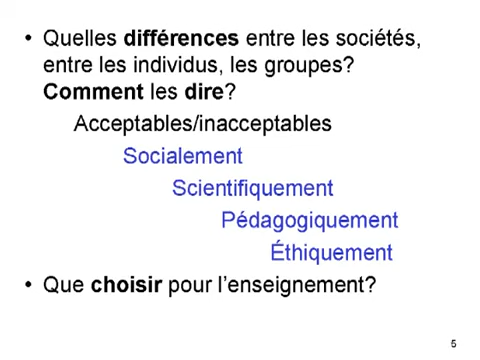 • Quelles différences entre les sociétés,
entre les individus, les groupes?
Comment les dire?
Acceptables/inacceptables
Socialement
Scientifiquement
Pédagogiquement
Éthiquement
• Que choisir pour l'enseignement?
5